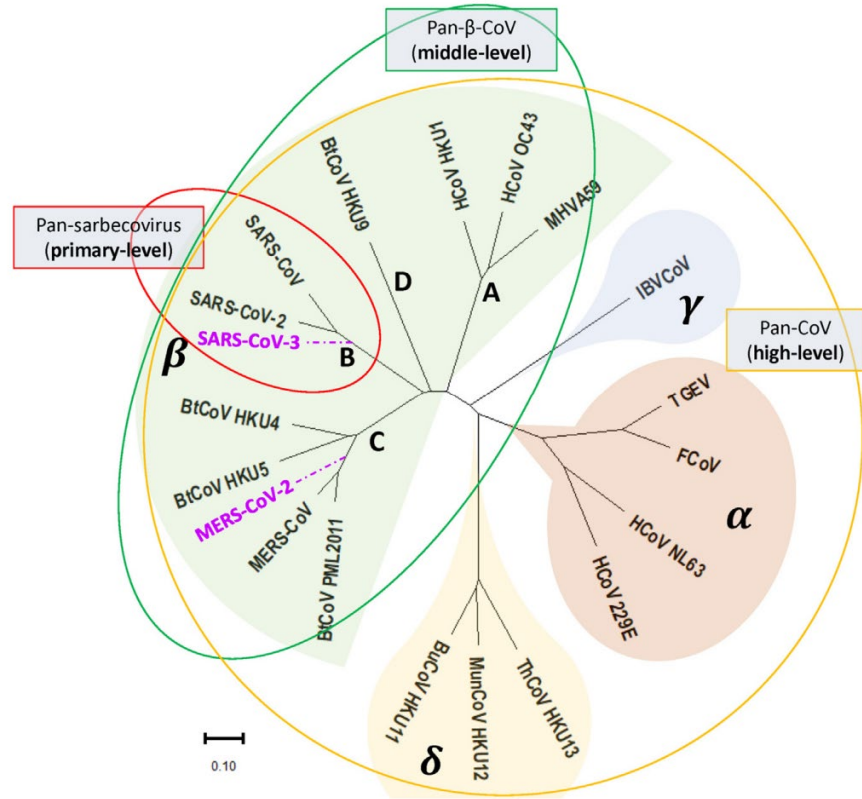 Pan-β-CoV
(middle-level)
Pan-sarbecovirus
(primary-level)
Pan-CoV
(high-level)
BtCoV HKU9
HCoV HKU1
HCoV OC43
MHVA59
SARS-CoV
SARS-CoV-2
SARS-CoV-3
D
A
B
C
β
IBVCoV
γ
BtCoV HKU4
BtCoV HKU5
MERS-CoV-2
MERS-CoV
BtCoV PML2011
TGEV
FCoV
HCoV NL63
HCoV 229E
α
BuCoV HKU11
MunCoV HKU12
ThCoV HKU13
δ
0.10